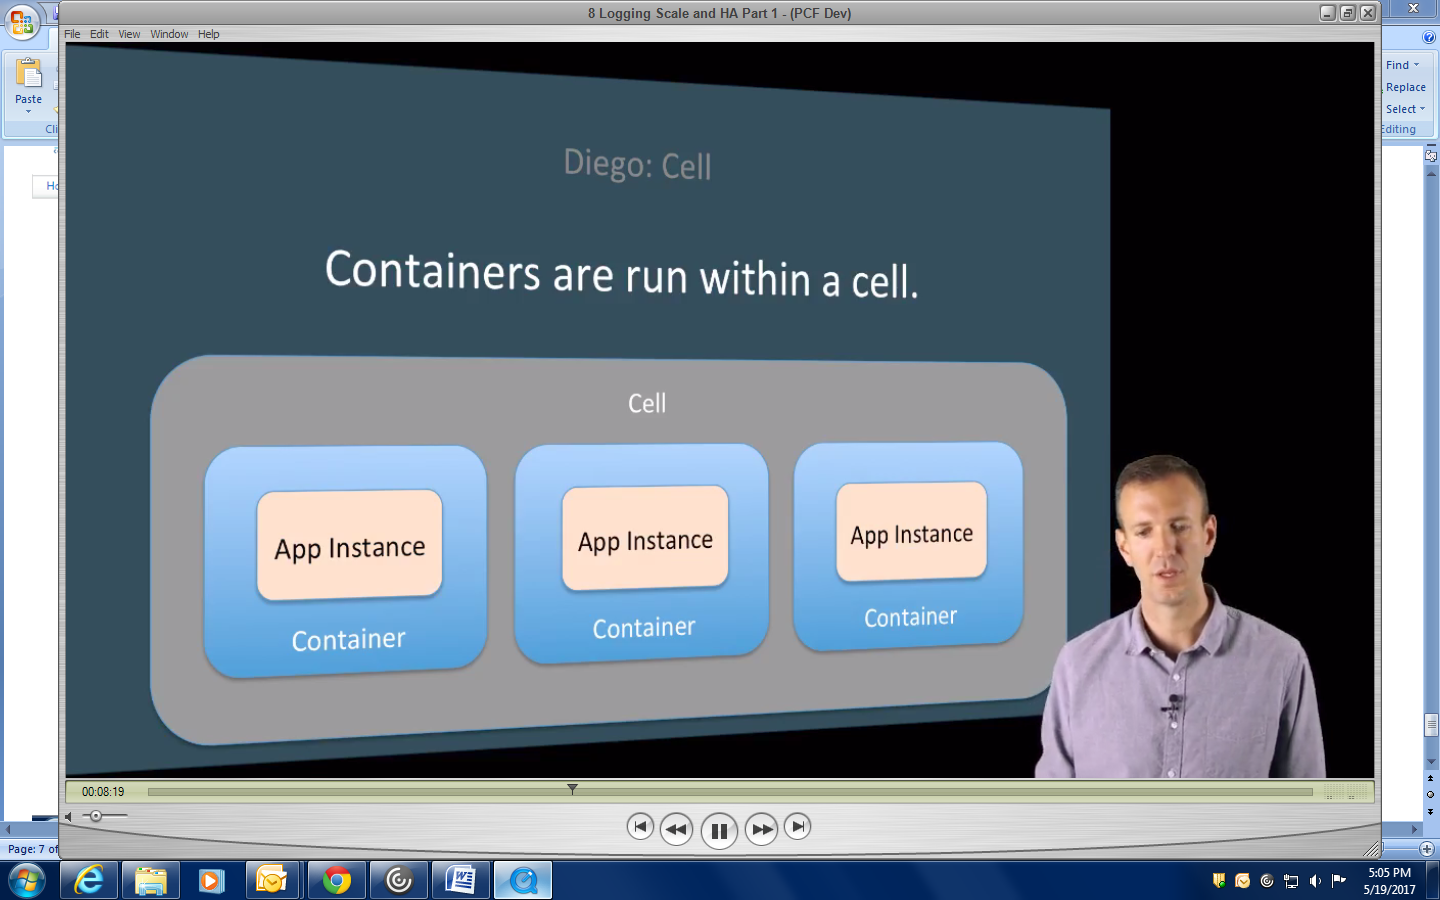 8 Logging Scale and HA Part 1 - (PCF Dev)
File Edit View Window Help
Paste
Find
Replace
Select
Editing
Diego: Cell
Containers are run within a cell.
Cell
App Instance App Instance App Instance
Container Container Container
00:08:19
Page: 7 of
5:05 PM
5/19/2017